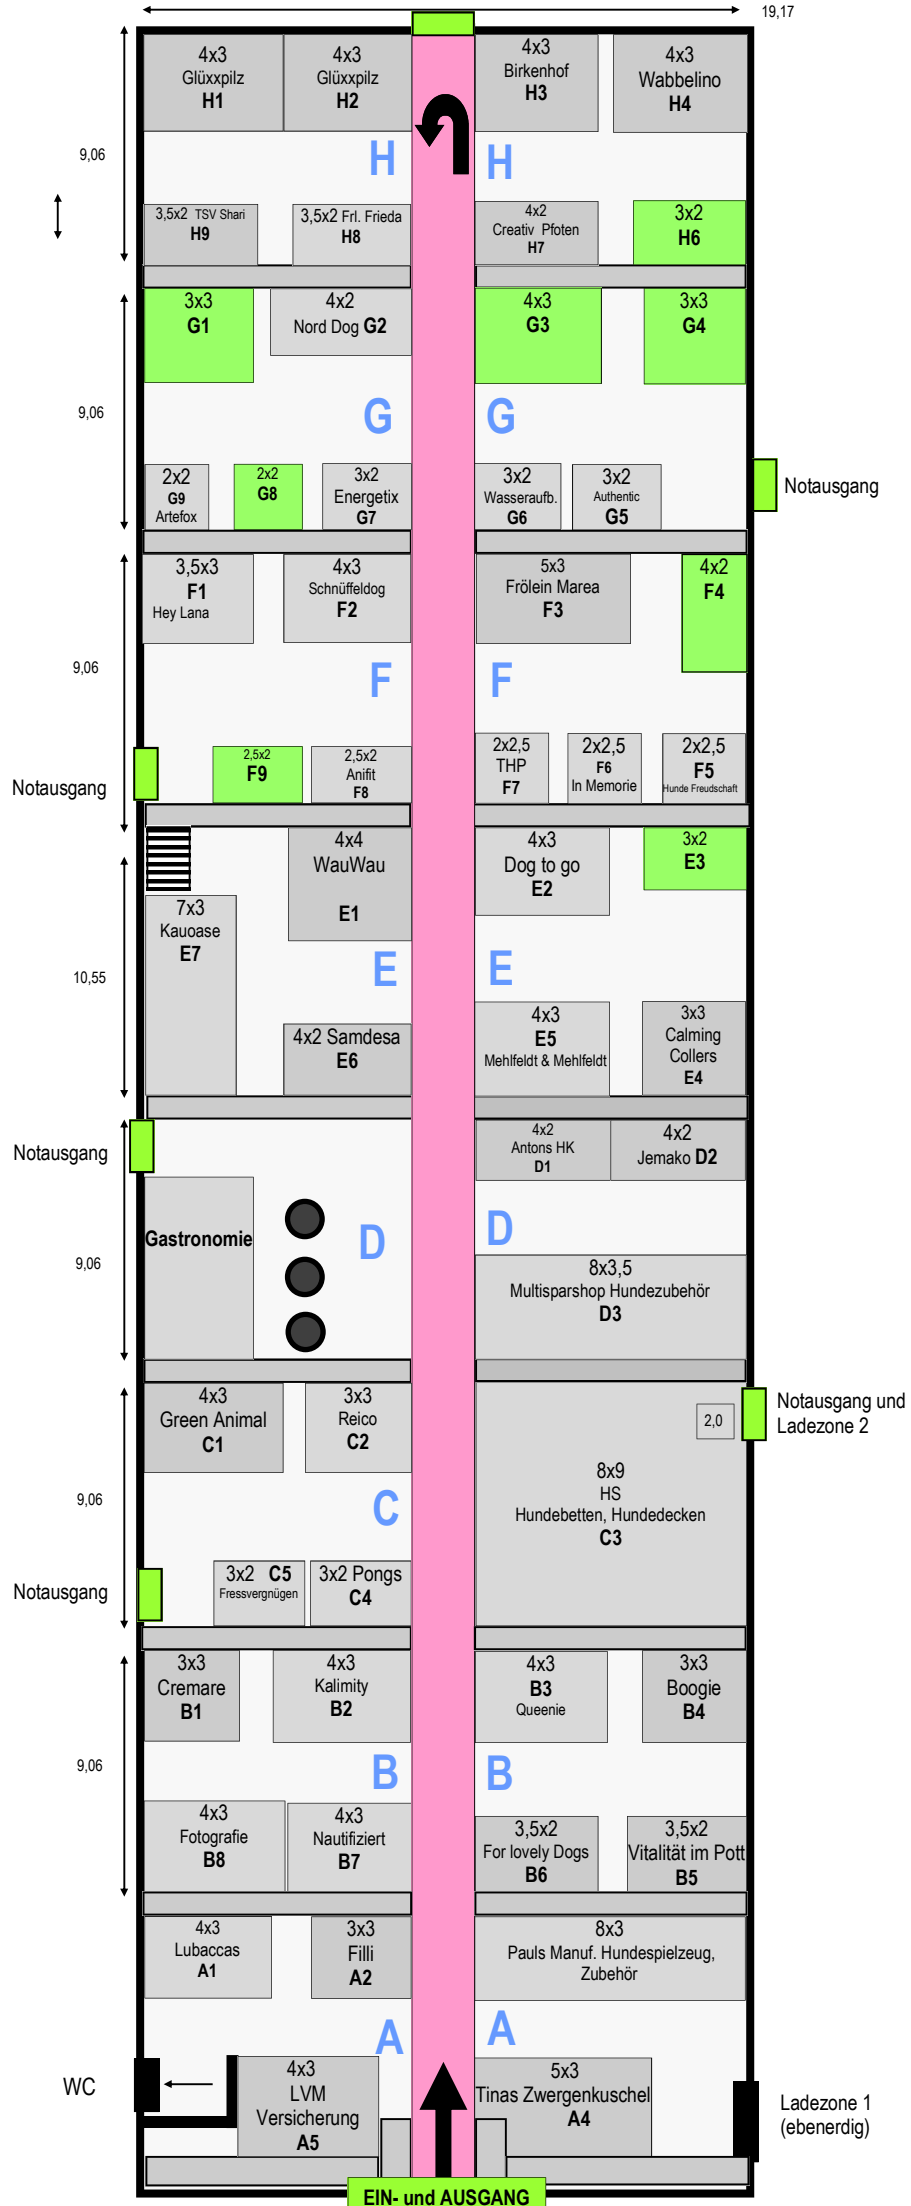 19,17
4x3
Glüxxpilz
H1
4x3
Glüxxpilz
H2
4x3
Birkenhof
H3
4x3
Wabbelino
H4
9,06
H
H
3,5x2 TSV Shari
H9
3,5x2 Frl. Frieda
H8
4x2
Creativ Pfoten
H7
3x2
H6
3x3
G1
4x2
Nord Dog G2
4x3
G3
3x3
G4
9,06
G
G
2x2
G9
Artefox
2x2
G8
3x2
Energetix
G7
3x2
Wasseraufb.
G6
3x2
Authentic
G5
Notausgang
3,5x3
F1
Hey Lana
4x3
Schnüffeldog
F2
5x3
Frölein Marea
F3
4x2
F4
9,06
F
F
Notausgang
2,5x2
F9
2,5x2
Anifit
F8
2x2,5
THP
F7
2x2,5
F6
In Memorie
2x2,5
F5
Hunde Freudschaft
4x4
WauWau
E1
4x3
Dog to go
E2
3x2
E3
7x3
Kauoase
E7
10,55
E
E
4x2 Samdesa
E6
4x3
E5
Mehlfeldt & Mehlfeldt
3x3
Calming
Collers
E4
Notausgang
4x2
Antons HK
D1
4x2
Jemako D2
Gastronomie
D
D
9,06
8x3,5
Multisparshop Hundezubehör
D3
4x3
Green Animal
C1
3x3
Reico
C2
2,0
Notausgang und
Ladezone 2
8x9
HS
Hundebetten, Hundedecken
C3
9,06
C
Notausgang
3x2 C5
Fressvergnügen
3x2 Pongs
C4
3x3
Cremare
B1
4x3
Kalimity
B2
4x3
B3
Queenie
3x3
Boogie
B4
9,06
B
B
4x3
Fotografie
B8
4x3
Nautifiziert
B7
3,5x2
For lovely Dogs
B6
3,5x2
Vitalität im Pott
B5
4x3
Lubaccas
A1
3x3
Filli
A2
8x3
Pauls Manuf. Hundespielzeug,
Zubehör
A
A
WC
4x3
LVM
Versicherung
A5
5x3
Tinas Zwergenkuschel
A4
Ladezone 1
(ebenerdig)
EIN- und AUSGANG